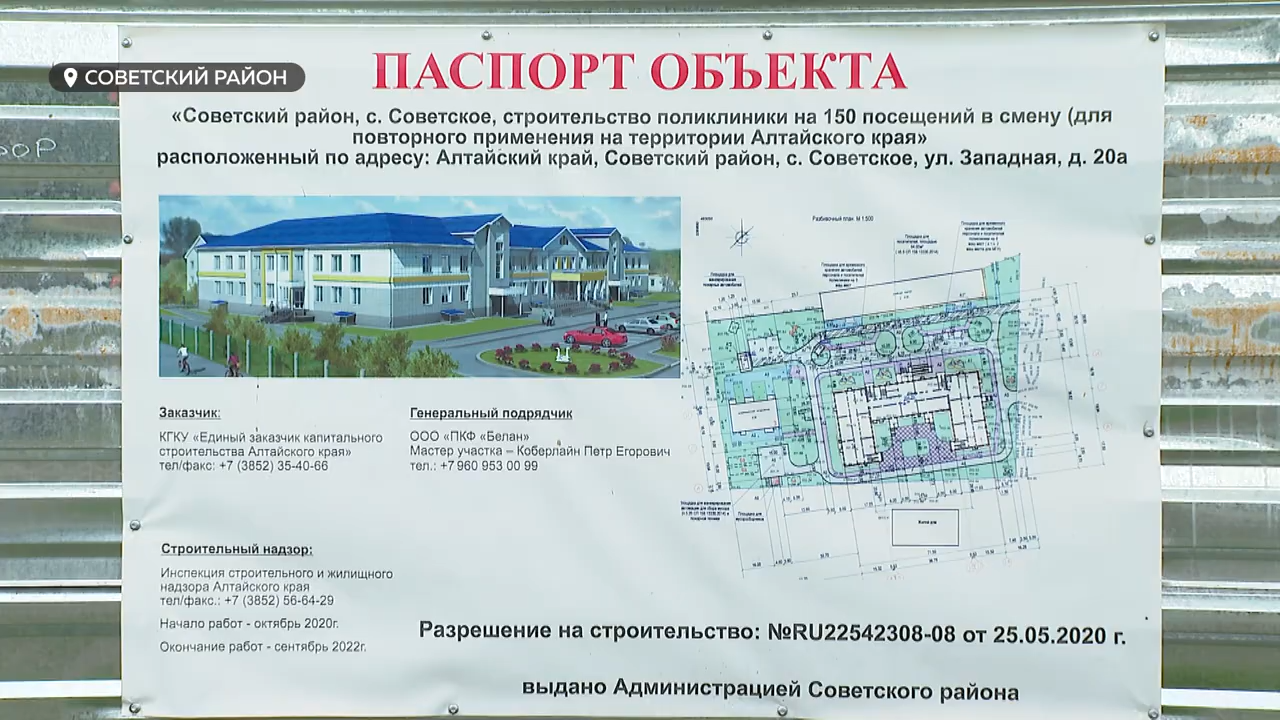 СОВЕТСКИЙ РАЙОН
ПАСПОРТ ОБЪЕКТА
«Советский район, с. Советское, строительство поликлиники на 150 посещений в смену (для
повторного применения на территории Алтайского края»
расположенный по адресу: Алтайский край, Советский район, с. Советское, ул. Западная, д. 20а
Разбивочный план М 1:500
Заказчик:
КГКУ «Единый заказчик капитального
строительства Алтайского края»
тел/факс: +7 (3852) 35-40-66
Генеральный подрядчик
ООО «ПКФ «Белан»
Мастер участка – Коберлайн Петр Егорович
тел.: +7 960 953 00 99
Строительный надзор:
Инспекция строительного и жилищного
надзора Алтайского края
тел/факс.: +7 (3852) 56-64-29
Начало работ - октябрь 2020г.
Окончание работ - сентябрь 2022г.
Разрешение на строительство: №RU22542308-08 от 25.05.2020 г.
выдано Администрацией Советского района